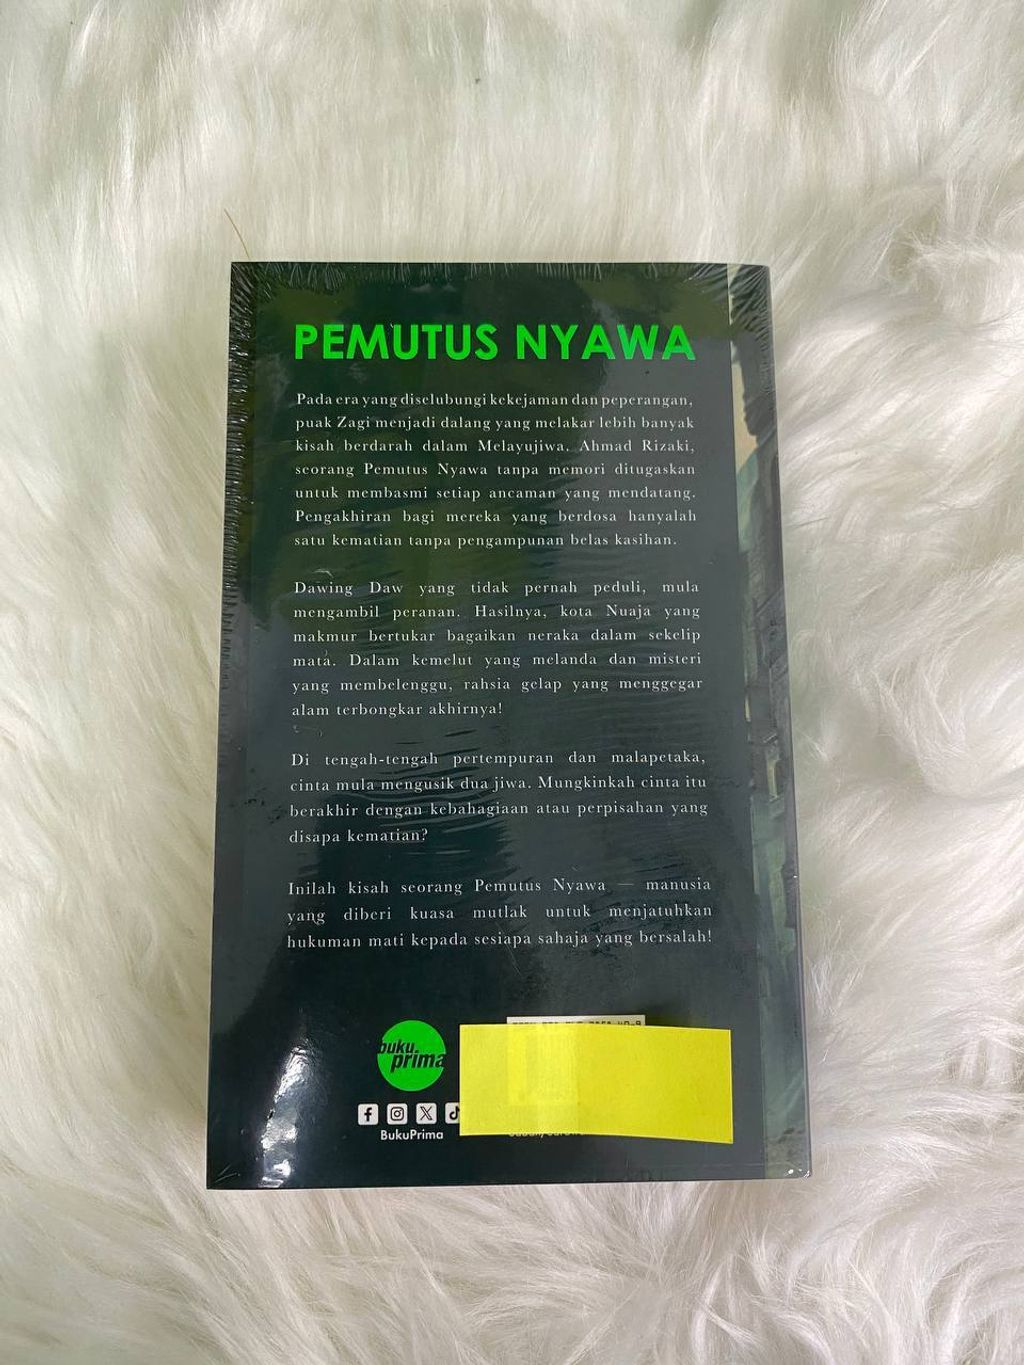 PEMUTUS NYAWA
Pada era yang diselubungi kekejaman dan peperangan,
puak Zagi menjadi dalang yang melakar lebih banyak
kisah berdarah dalam Melayujiwa. Ahmad Rizaki,
seorang Pemutus Nyawa tanpa memori ditugaskan
untuk membasmi setiap ancaman yang mendatang.
Pengakhiran bagi mereka yang berdosa hanyalah
satu kematian tanpa pengampunan belas kasihan.
Dawing Daw yang tidak pernah peduli, mula
mengambil peranan. Hasilnya, kota Nuaja yang
makmur bertukar bagaikan neraka dalam sekelip
mata. Dalam kemelut yang melanda dan misteri
yang membelenggu, rahsia gelap yang menggegar
alam terbongkar akhirnya!
Di tengah-tengah pertempuran dan malapetaka,
cinta mula mengusik dua jiwa. Mungkinkah cinta itu
berakhir dengan kebahagiaan atau perpisahan yang
disapa kematian?
Inilah kisah seorang Pemutus Nyawa — manusia
yang diberi kuasa mutlak untuk menjatuhkan
hukuman mati kepada sesiapa sahaja yang bersalah!
buku
prima
BukuPrima